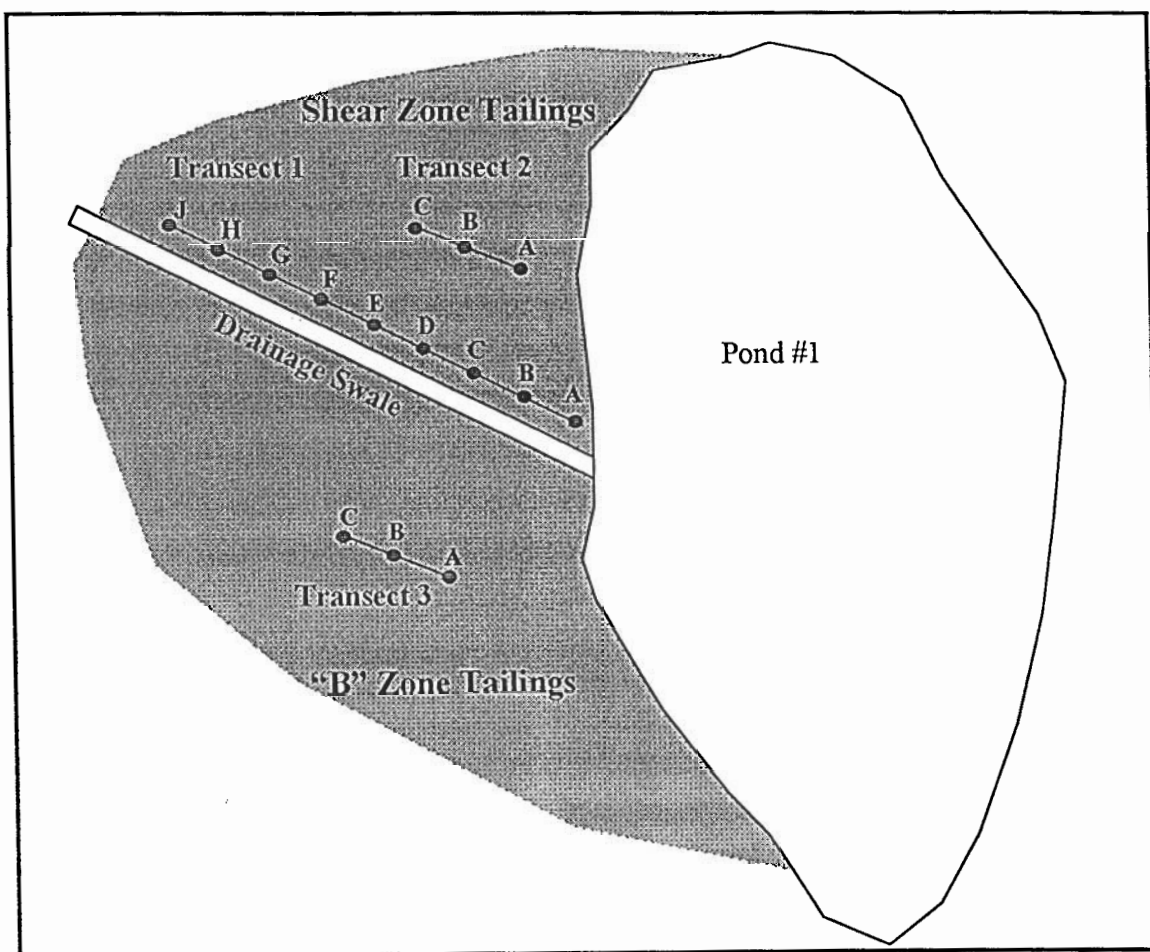 Shear Zone Tailings
Transect 1
Transect 2
J
H
G
F
E
D
C
B
A
C
B
A
Drainage Swale
Pond #1
C
B
A
Transect 3
“B” Zone Tailings